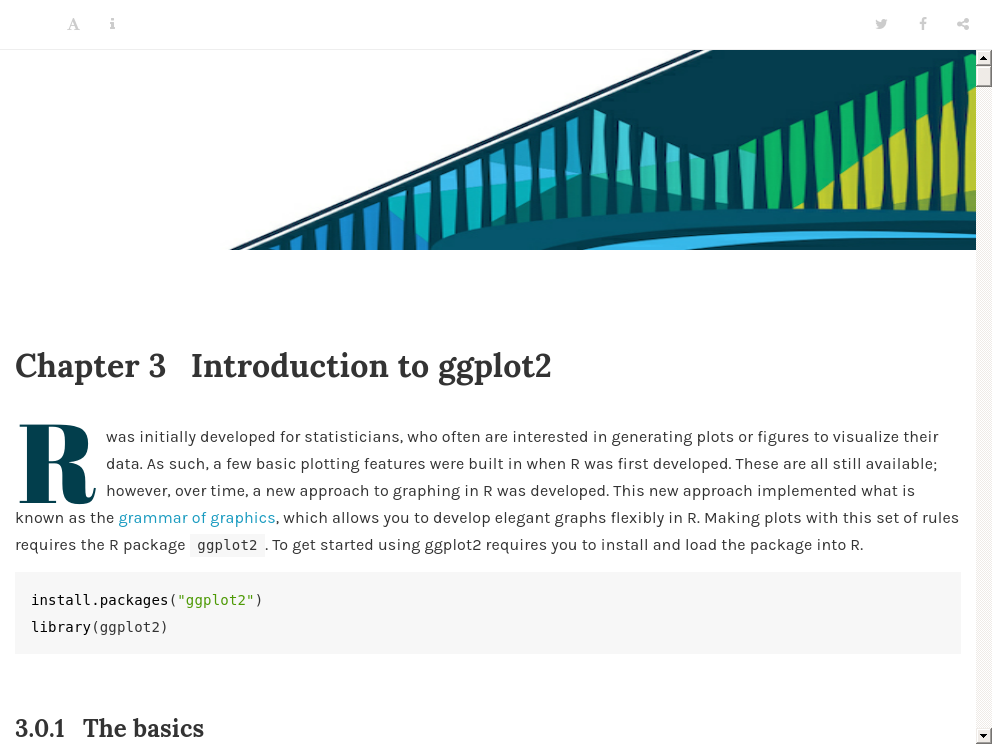 Chapter 3 Introduction to ggplot2
R was initially developed for statisticians, who often are interested in generating plots or figures to visualize their
data. As such, a few basic plotting features were built in when R was first developed. These are all still available;
however, over time, a new approach to graphing in R was developed. This new approach implemented what is
known as the grammar of graphics, which allows you to develop elegant graphs flexibly in R. Making plots with this set of rules
requires the R package ggplot2 . To get started using ggplot2 requires you to install and load the package into R.
install.packages("ggplot2")
library(ggplot2)
3.0.1 The basics